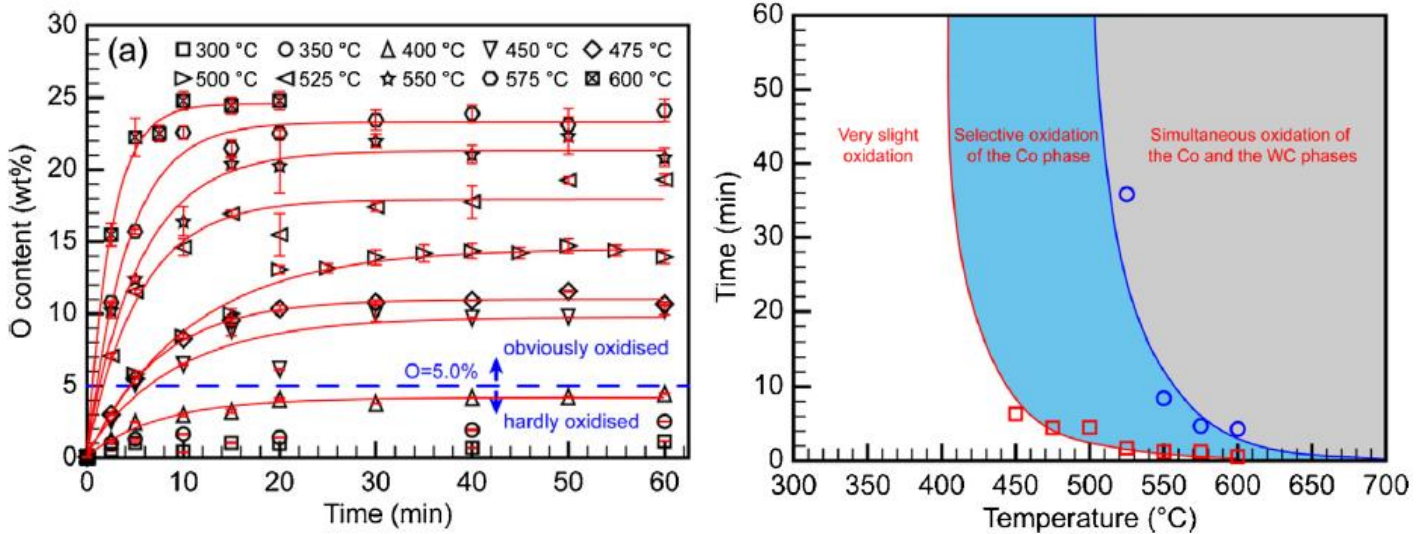 (a)
300 °C 350 °C 400 °C 450 °C 475 °C
500 °C 525 °C 550 °C 575 °C 600 °C
30
25
20
15
10
5
0
O content (wt%)
obviously oxidised
O=5.0%
hardly oxidised
0 10 20 30 40 50 60
Time (min)
60
50
40
30
20
10
0
Time (min)
Very slight
oxidation
Selective oxidation
of the Co phase
Simultaneous oxidation of
the Co and the WC phases
300 350 400 450 500 550 600 650 700
Temperature (°C)